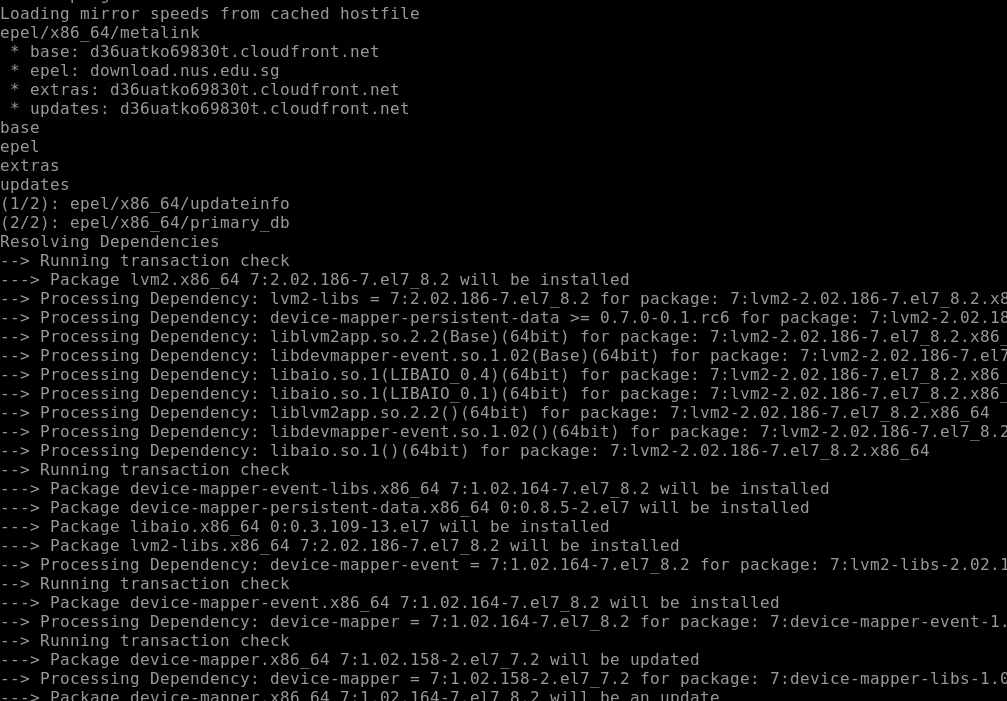 Loading mirror speeds from cached hostfile
epel/x86_64/metalink
* base: d36uatko69830t.cloudfront.net
* epel: download.nus.edu.sg
* extras: d36uatko69830t.cloudfront.net
* updates: d36uatko69830t.cloudfront.net
base
epel
extras
updates
(1/2): epel/x86_64/updateinfo
(2/2): epel/x86_64/primary_db
Resolving Dependencies
--> Running transaction check
---> Package lvm2.x86_64 7:2.02.186-7.el7_8.2 will be installed
--> Processing Dependency: lvm2-libs = 7:2.02.186-7.el7_8.2 for package: 7:lvm2-2.02.186-7.el7_8.2.x8
--> Processing Dependency: device-mapper-persistent-data >= 0.7.0-0.1.rc6 for package: 7:lvm2-2.02.18
--> Processing Dependency: liblvm2app.so.2.2(Base)(64bit) for package: 7:lvm2-2.02.186-7.el7_8.2.x86_
--> Processing Dependency: libdevmapper-event.so.1.02(Base)(64bit) for package: 7:lvm2-2.02.186-7.el7
--> Processing Dependency: libaio.so.1(LIBAIO_0.4)(64bit) for package: 7:lvm2-2.02.186-7.el7_8.2.x86_
--> Processing Dependency: libaio.so.1(LIBAIO_0.1)(64bit) for package: 7:lvm2-2.02.186-7.el7_8.2.x86_
--> Processing Dependency: liblvm2app.so.2.2()(64bit) for package: 7:lvm2-2.02.186-7.el7_8.2.x86_64
--> Processing Dependency: libdevmapper-event.so.1.02()(64bit) for package: 7:lvm2-2.02.186-7.el7_8.2
--> Processing Dependency: libaio.so.1()(64bit) for package: 7:lvm2-2.02.186-7.el7_8.2.x86_64
--> Running transaction check
---> Package device-mapper-event-libs.x86_64 7:1.02.164-7.el7_8.2 will be installed
---> Package device-mapper-persistent-data.x86_64 0:0.8.5-2.el7 will be installed
---> Package libaio.x86_64 0:0.3.109-13.el7 will be installed
---> Package lvm2-libs.x86_64 7:2.02.186-7.el7_8.2 will be installed
--> Processing Dependency: device-mapper-event = 7:1.02.164-7.el7_8.2 for package: 7:lvm2-libs-2.02.1
--> Running transaction check
---> Package device-mapper-event.x86_64 7:1.02.164-7.el7_8.2 will be installed
--> Processing Dependency: device-mapper = 7:1.02.164-7.el7_8.2 for package: 7:device-mapper-event-1.
--> Running transaction check
---> Package device-mapper.x86_64 7:1.02.158-2.el7_7.2 will be updated
--> Processing Dependency: device-mapper = 7:1.02.158-2.el7_7.2 for package: 7:device-mapper-libs-1.0
---> Package device-mapper.x86_64 7:1.02.164-7.el7_8.2 will be an update